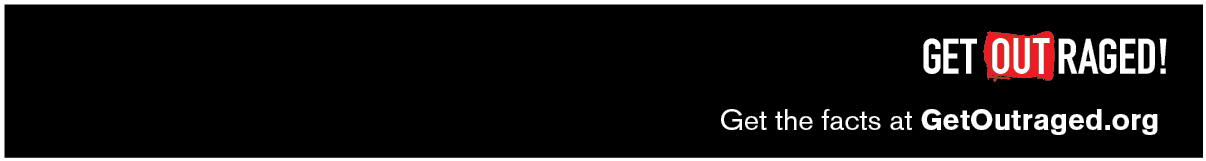 GET OUTRAGED!
Get the facts at GetOutraged.org